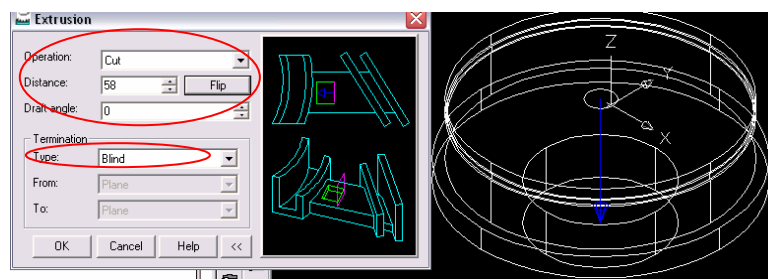 Extrusion
Operation: Cut
Distance: 58 Flip
Draft angle: 0
Termination
Type: Blind
From: Plane
To: Plane
OK Cancel Help <<
Z
Y
X